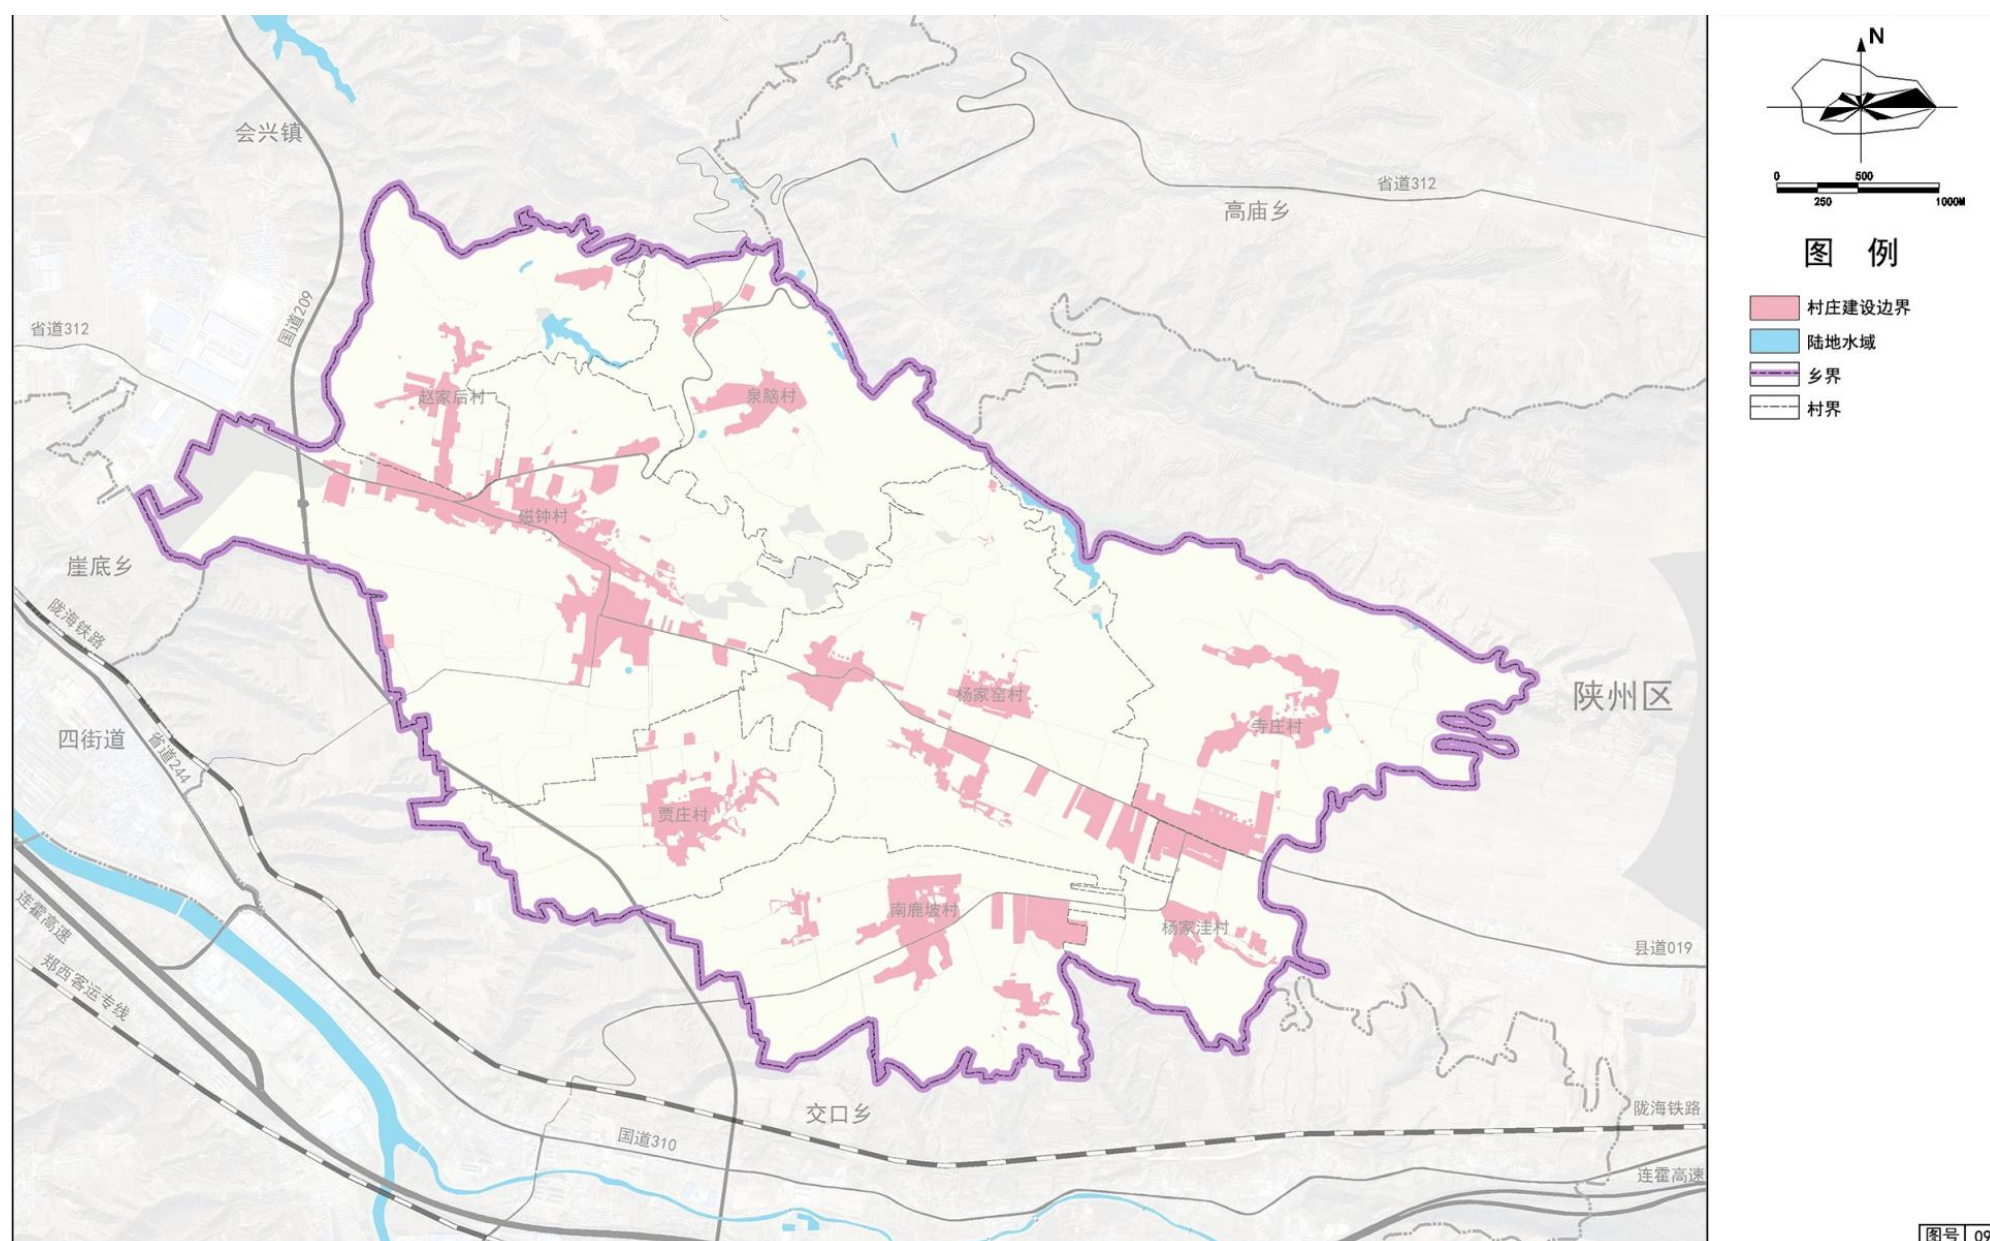 N
0 500
250 1000M
图 例
村庄建设边界
陆地水域
乡界
村界
会兴镇
省道312
高庙乡
国道209
省道312
赵家后村
泉脑村
磁钟村
崖底乡
陇海铁路
杨家窑村
寺庄村
陕州区
四街道
省道244
贾庄村
南鹿坡村
杨家洼村
连霍高速
县道019
郑西客运专线
交口乡
陇海铁路
国道310
连霍高速
图号 09